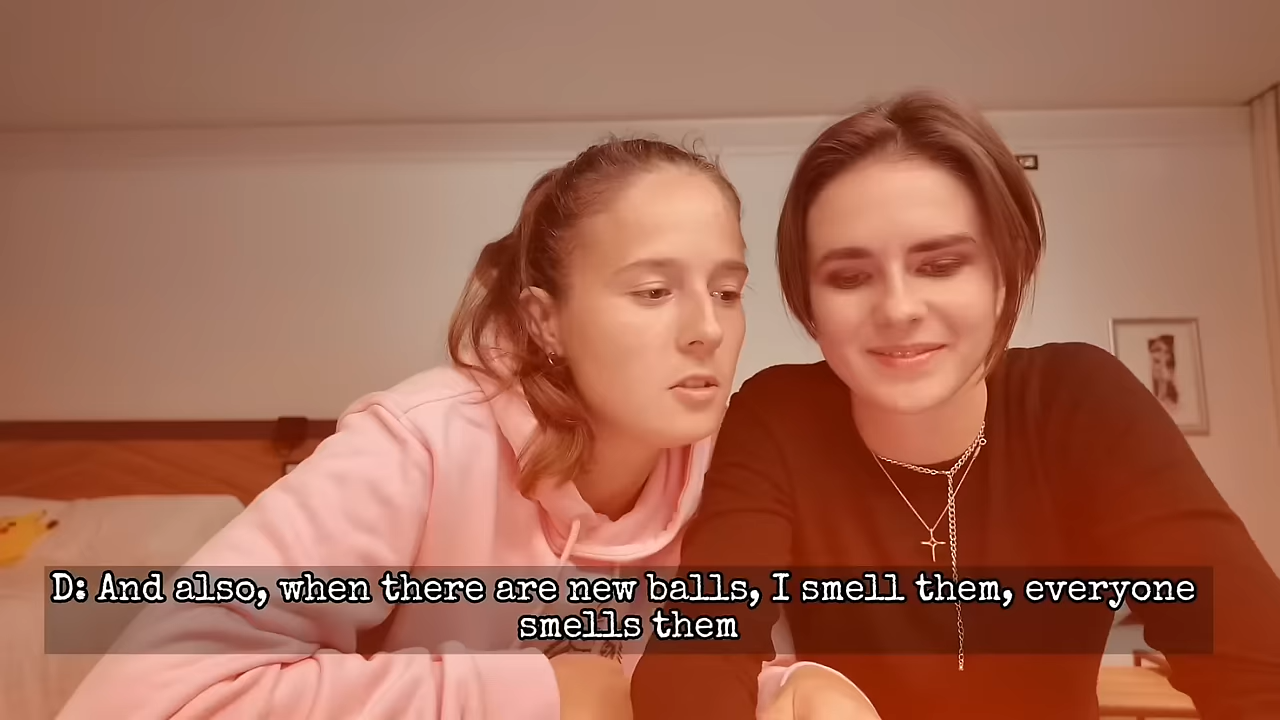 D: And also, when there are new balls, I smell them, everyone
smells them